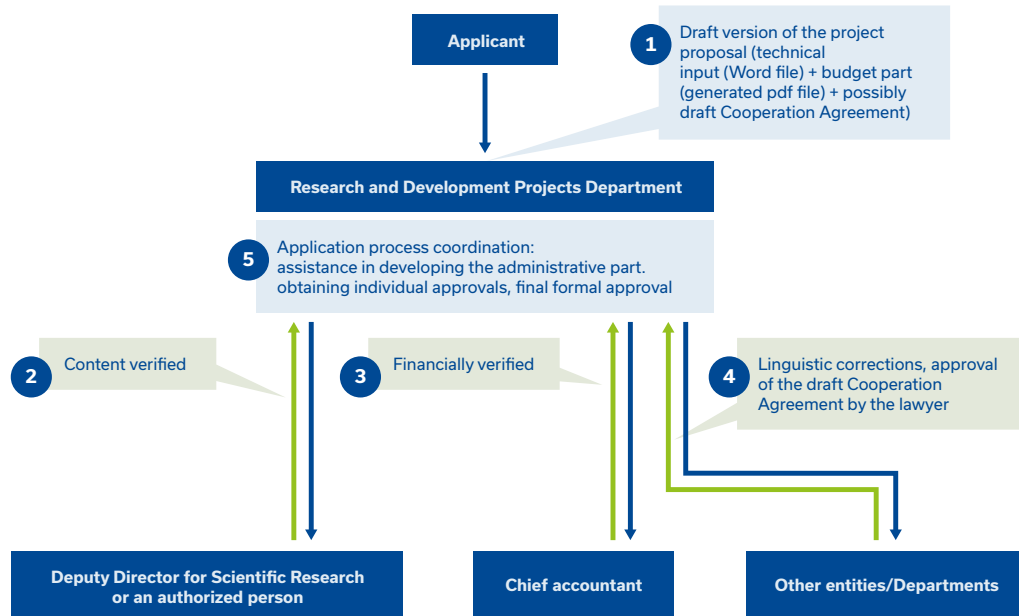 Applicant
1
Draft version of the project
proposal (technical
input (Word file) + budget part
(generated pdf file) + possibly
draft Cooperation Agreement)
Research and Development Projects Department
5
Application process coordination:
assistance in developing the administrative part.
obtaining individual approvals, final formal approval
2
Content verified
3
Financially verified
4
Linguistic corrections, approval
of the draft Cooperation
Agreement by the lawyer
Deputy Director for Scientific Research
or an authorized person
Chief accountant
Other entities/Departments